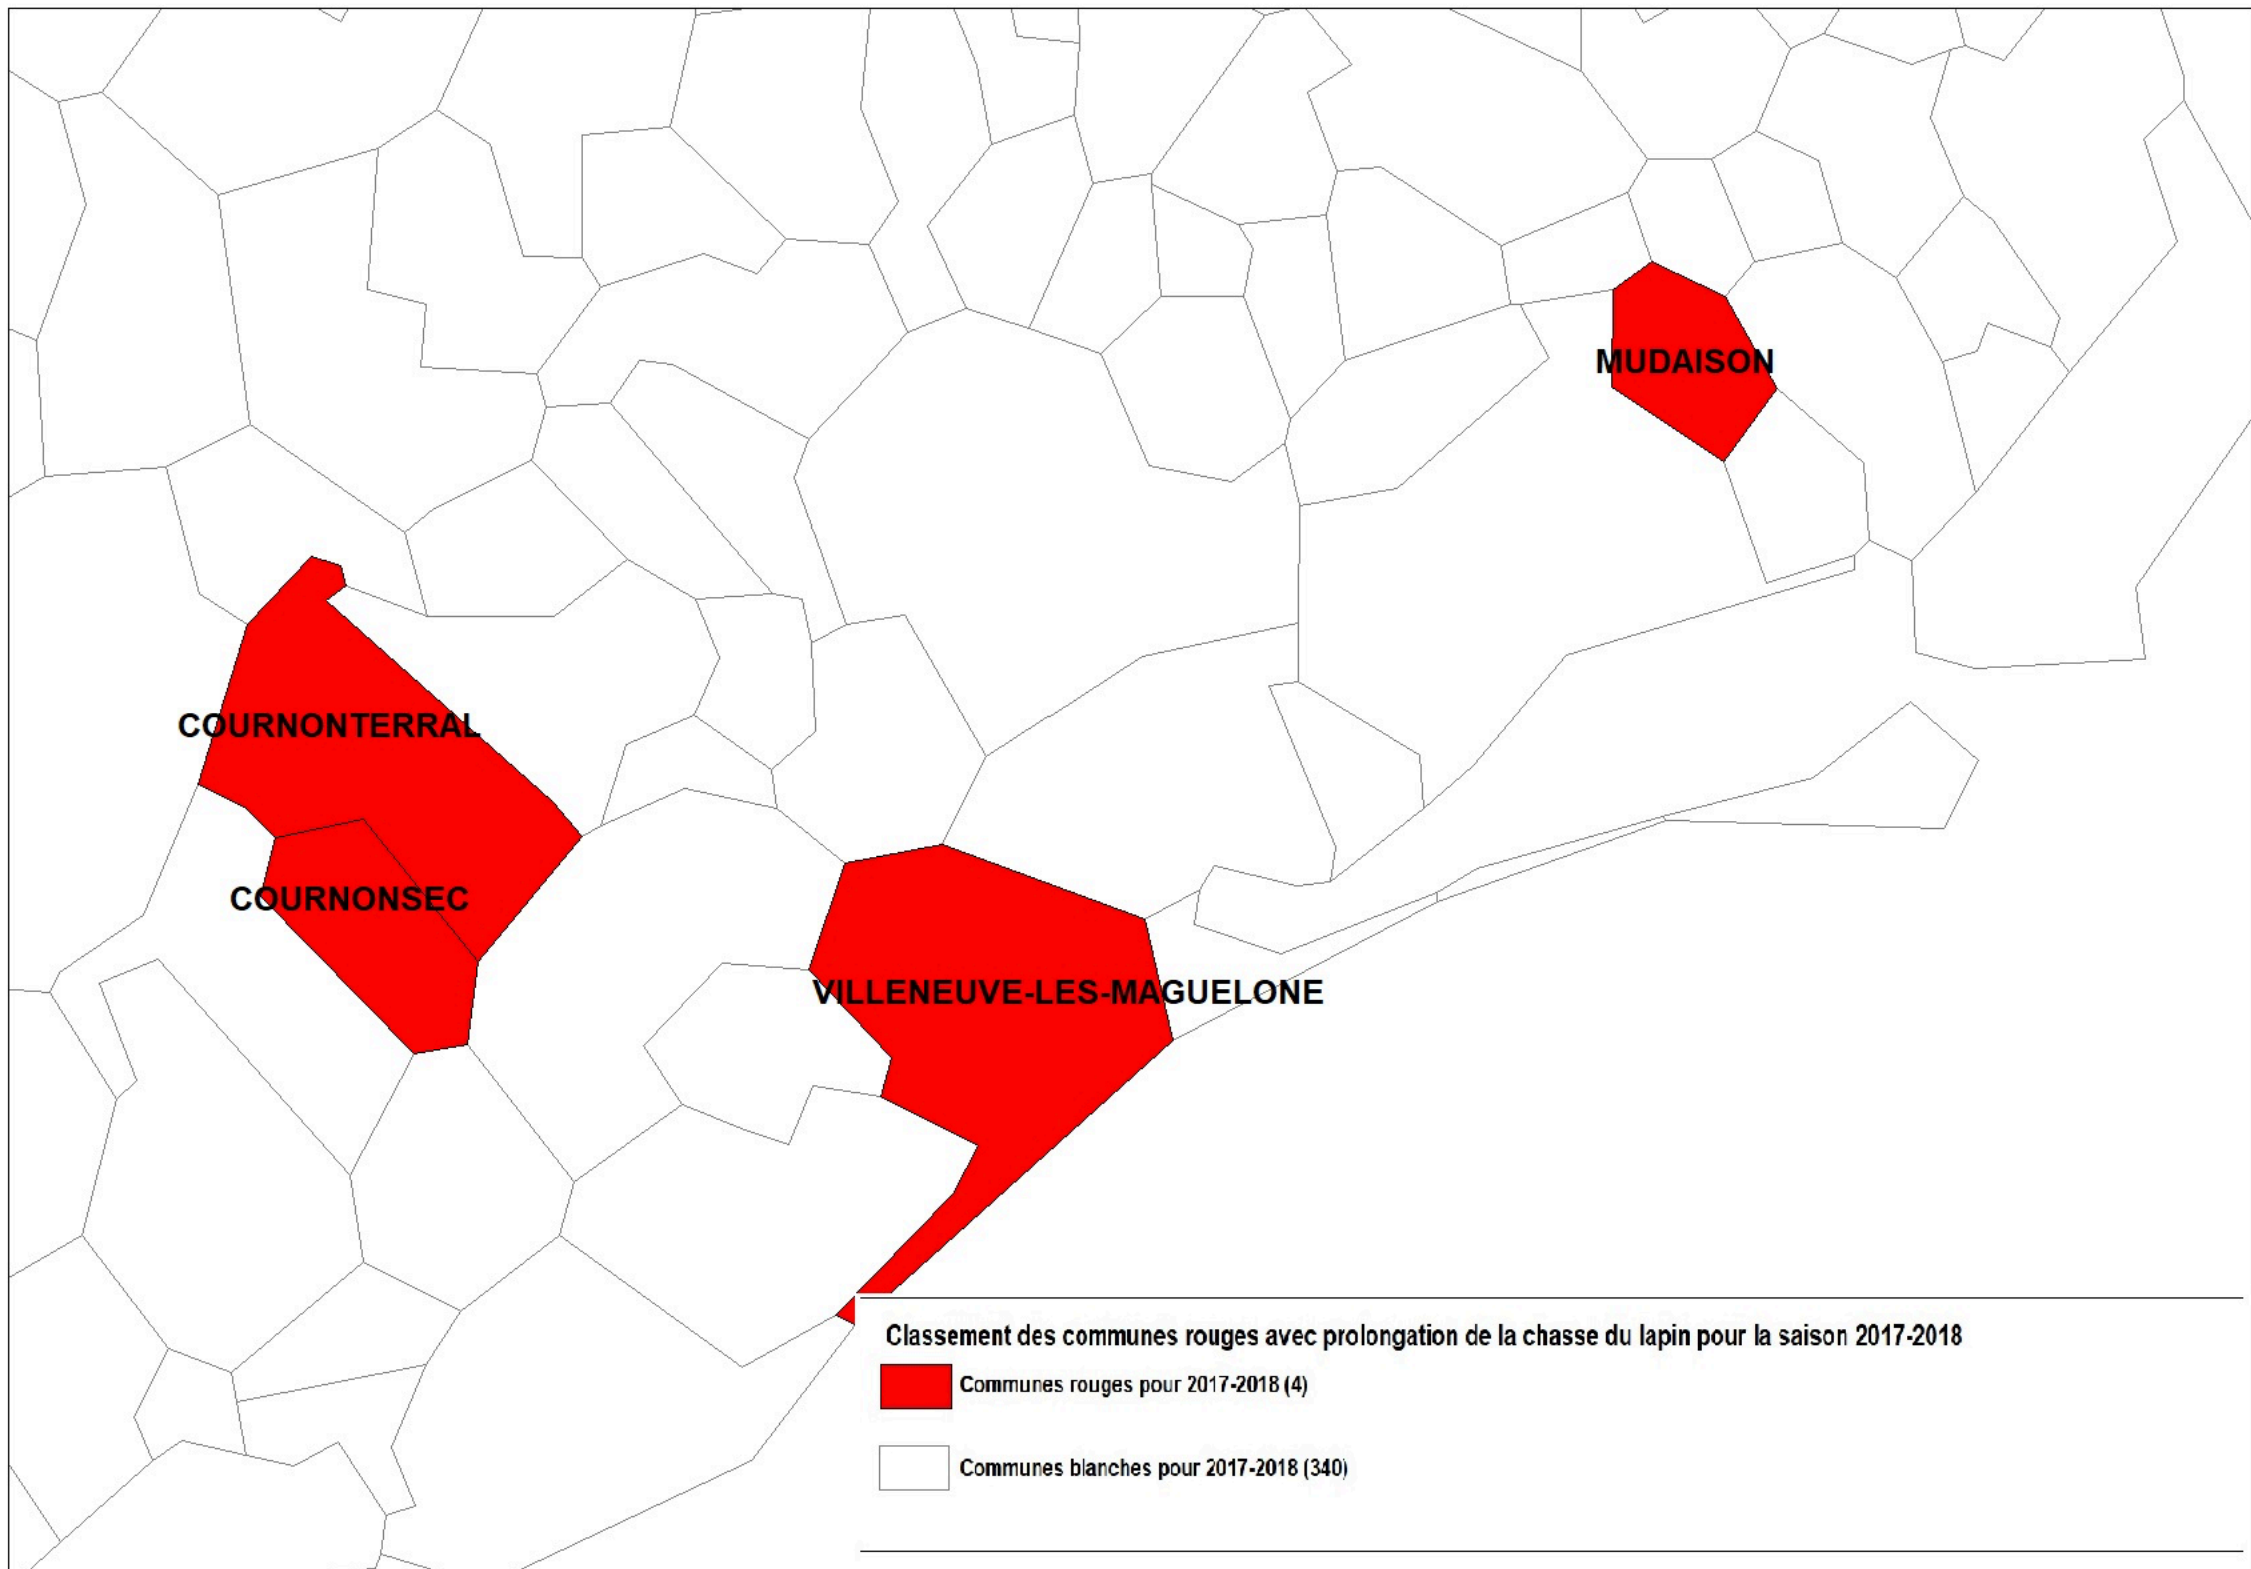 MUDAISON
COURNONTERRAL
COURNONSEC
VILLENEUVE-LES-MAGUELONE
Classement des communes rouges avec prolongation de la chasse du lapin pour la saison 2017-2018
Communes rouges pour 2017-2018 (4)
Communes blanches pour 2017-2018 (340)